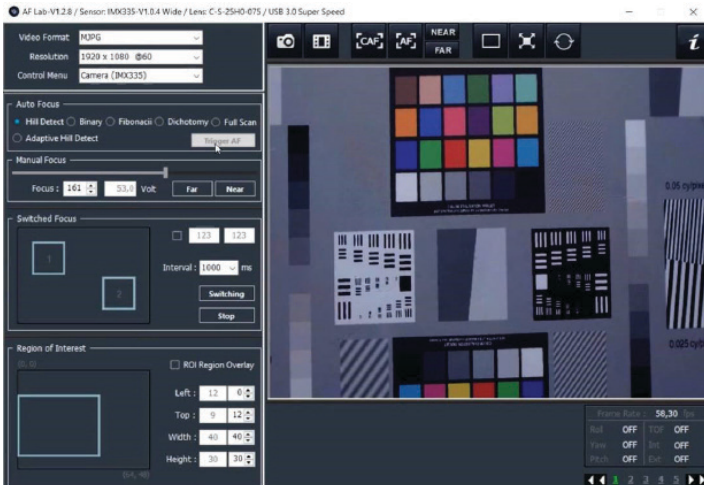 AF Lab-V1.2.8 / Sensor: IMX335-V1.0.4 Wide / Lens: C-S-25H0-075 / USB 3.0 Super Speed
Video Format MJPG
Resolution 1920 x 1080 @60
Control Menu Camera (IMX335)
CAF AF NEAR FAR i
Auto Focus
Hill Detect Binary Fibonacii Dichotomy Full Scan
Adaptive Hill Detect Trigger AF
Manual Focus
Focus : 161 53,0 Volt Far Near
Switched Focus
1 2
123 123
Interval : 1000 ms
Switching
Stop
Region of Interest
(0, 0)
ROI Region Overlay
Left : 12 0
Top : 9 12
Width : 40 40
Height : 30 30
(64, 48)
0,05 cy/pixe
0,025 cy/pixe
Frame Rate : 58,30 fps
Roll OFF TOF OFF
Yaw OFF Int OFF
Pitch OFF Ext OFF
1 2 3 4 5